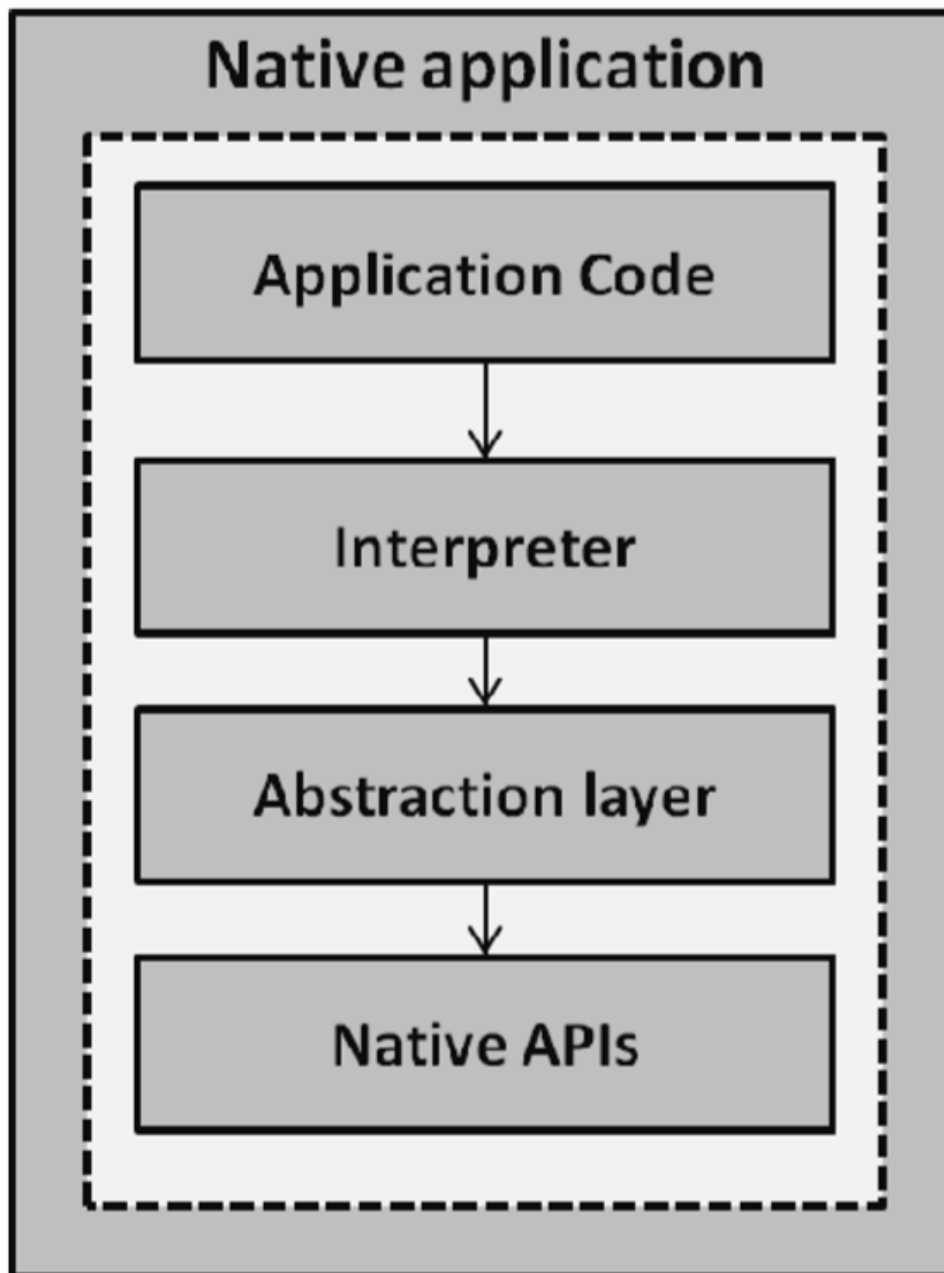 Native application
Application Code
Interpreter
Abstraction layer
Native APIs